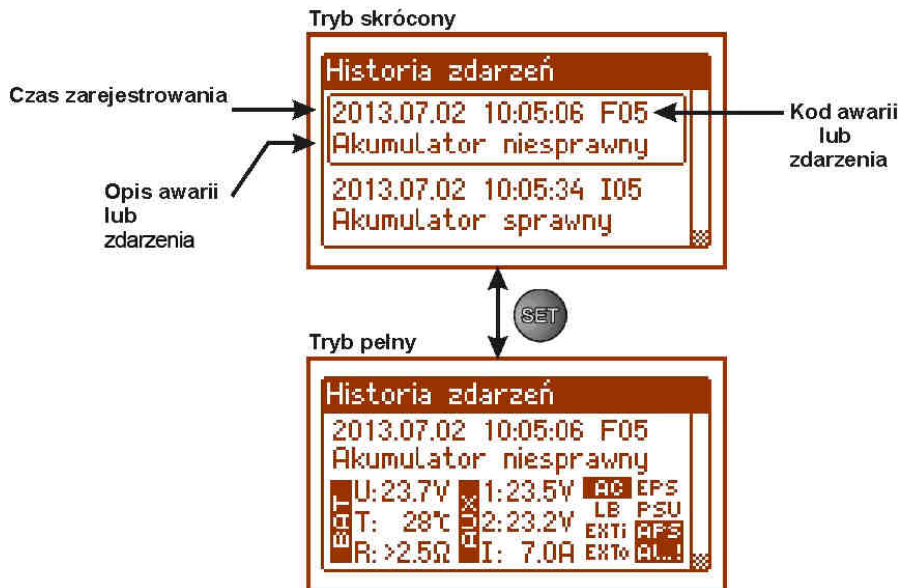 Tryb skrócony
Historia zdarzeń
Czas zarejestrowania
2013.07.02 10:05:06 F05
Kod awarii
lub
zdarzenia
Akumulator niesprawny
Opis awarii
lub
zdarzenia
2013.07.02 10:05:34 I05
Akumulator sprawny
SET
Tryb pełny
Historia zdarzeń
2013.07.02 10:05:06 F05
Akumulator niesprawny
BAT U:23.7V AUX 1:23.5V AC EPS
LB PSU
T: 28℃ 2:23.2V EXTi APS
R: >2.5Ω I: 7.0A EXTo AL..!